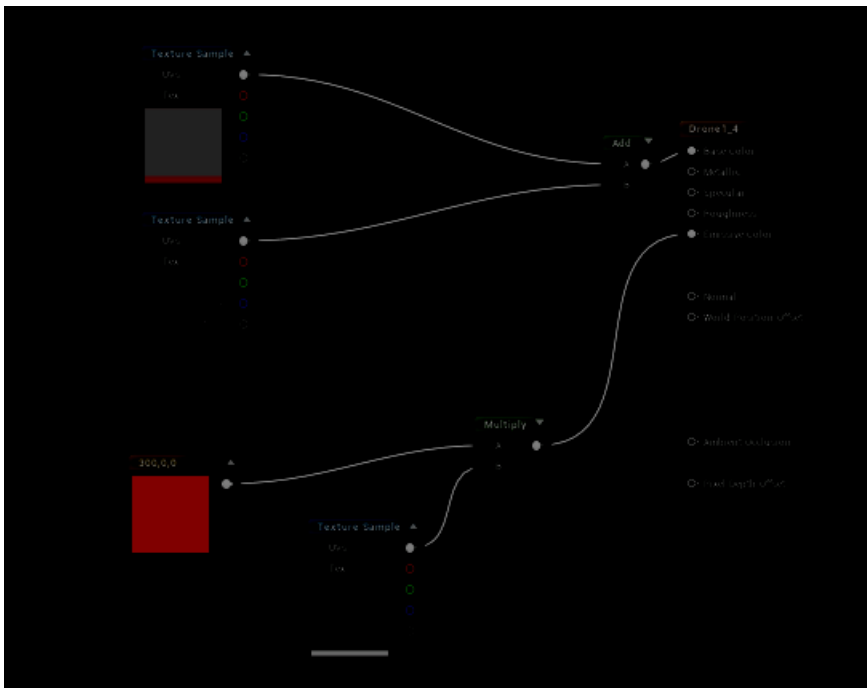 Texture Sample
UVs
Tex
Add
A
B
Drone1_4
Base Color
Metallic
Specular
Roughness
Emissive Color
Texture Sample
UVs
Tex
Normal
World Position Offset
Multiply
A
B
Ambient Occlusion
300,0,0
Pixel Depth Offset
Texture Sample
UVs
Tex